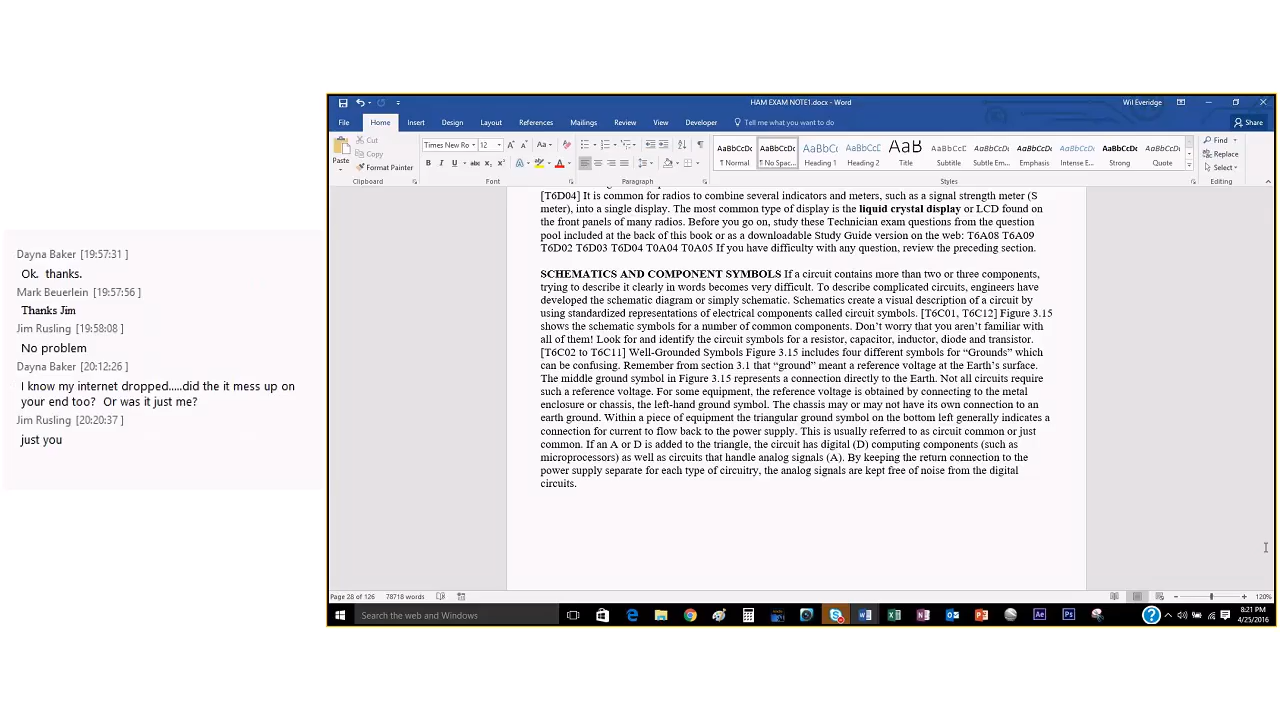 Dayna Baker [19:57:31 ]
Ok. thanks.
Mark Beuerlein [19:57:56 ]
Thanks Jim
Jim Rusling [19:58:08 ]
No problem
Dayna Baker [20:12:26 ]
I know my internet dropped.....did the it mess up on
your end too? Or was it just me?
Jim Rusling [20:20:37 ]
just you
HAM EXAM NOTE1.docx - Word
Wil Everidge
File Home Insert Design Layout References Mailings Review View Developer Tell me what you want to do
Share
Paste
Cut
Copy
Format Painter
Clipboard
Times New Ro 12
Font
Paragraph
AaBbCcDc AaBbCcDc AaBbCc AaBbCcC AaB AaBbCcD AaBbCcDc AaBbCcDc AaBbCcDc AaBbCcDc AaBbCcDc
¶ Normal ¶ No Spac... Heading 1 Heading 2 Title Subtitle Subtle Em... Emphasis Intense E... Strong Quote
Styles
Find
Replace
Select
Editing
[T6D04] It is common for radios to combine several indicators and meters, such as a signal strength meter (S
meter), into a single display. The most common type of display is the liquid crystal display or LCD found on
the front panels of many radios. Before you go on, study these Technician exam questions from the question
pool included at the back of this book or as a downloadable Study Guide version on the web: T6A08 T6A09
T6D02 T6D03 T6D04 T0A04 T0A05 If you have difficulty with any question, review the preceding section.
SCHEMATICS AND COMPONENT SYMBOLS If a circuit contains more than two or three components,
trying to describe it clearly in words becomes very difficult. To describe complicated circuits, engineers have
developed the schematic diagram or simply schematic. Schematics create a visual description of a circuit by
using standardized representations of electrical components called circuit symbols. [T6C01, T6C12] Figure 3.15
shows the schematic symbols for a number of common components. Don’t worry that you aren’t familiar with
all of them! Look for and identify the circuit symbols for a resistor, capacitor, inductor, diode and transistor.
[T6C02 to T6C11] Well-Grounded Symbols Figure 3.15 includes four different symbols for “Grounds” which
can be confusing. Remember from section 3.1 that “ground” meant a reference voltage at the Earth’s surface.
The middle ground symbol in Figure 3.15 represents a connection directly to the Earth. Not all circuits require
such a reference voltage. For some equipment, the reference voltage is obtained by connecting to the metal
enclosure or chassis, the left-hand ground symbol. The chassis may or may not have its own connection to an
earth ground. Within a piece of equipment the triangular ground symbol on the bottom left generally indicates a
connection for current to flow back to the power supply. This is usually referred to as circuit common or just
common. If an A or D is added to the triangle, the circuit has digital (D) computing components (such as
microprocessors) as well as circuits that handle analog signals (A). By keeping the return connection to the
power supply separate for each type of circuitry, the analog signals are kept free of noise from the digital
circuits.
Page 28 of 126 78718 words
120%
Search the web and Windows
8:21 PM
4/25/2016